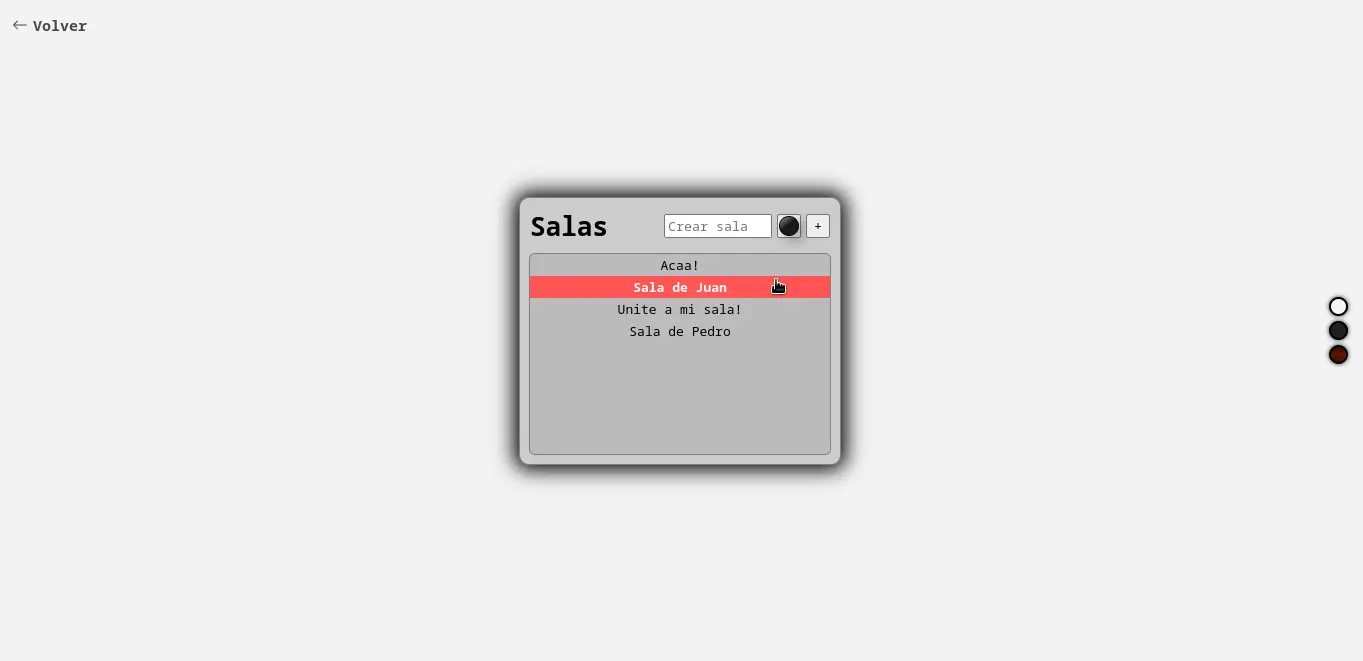 Volver
Salas
Crear sala
+
Acaa!
Sala de Juan
Unite a mi sala!
Sala de Pedro